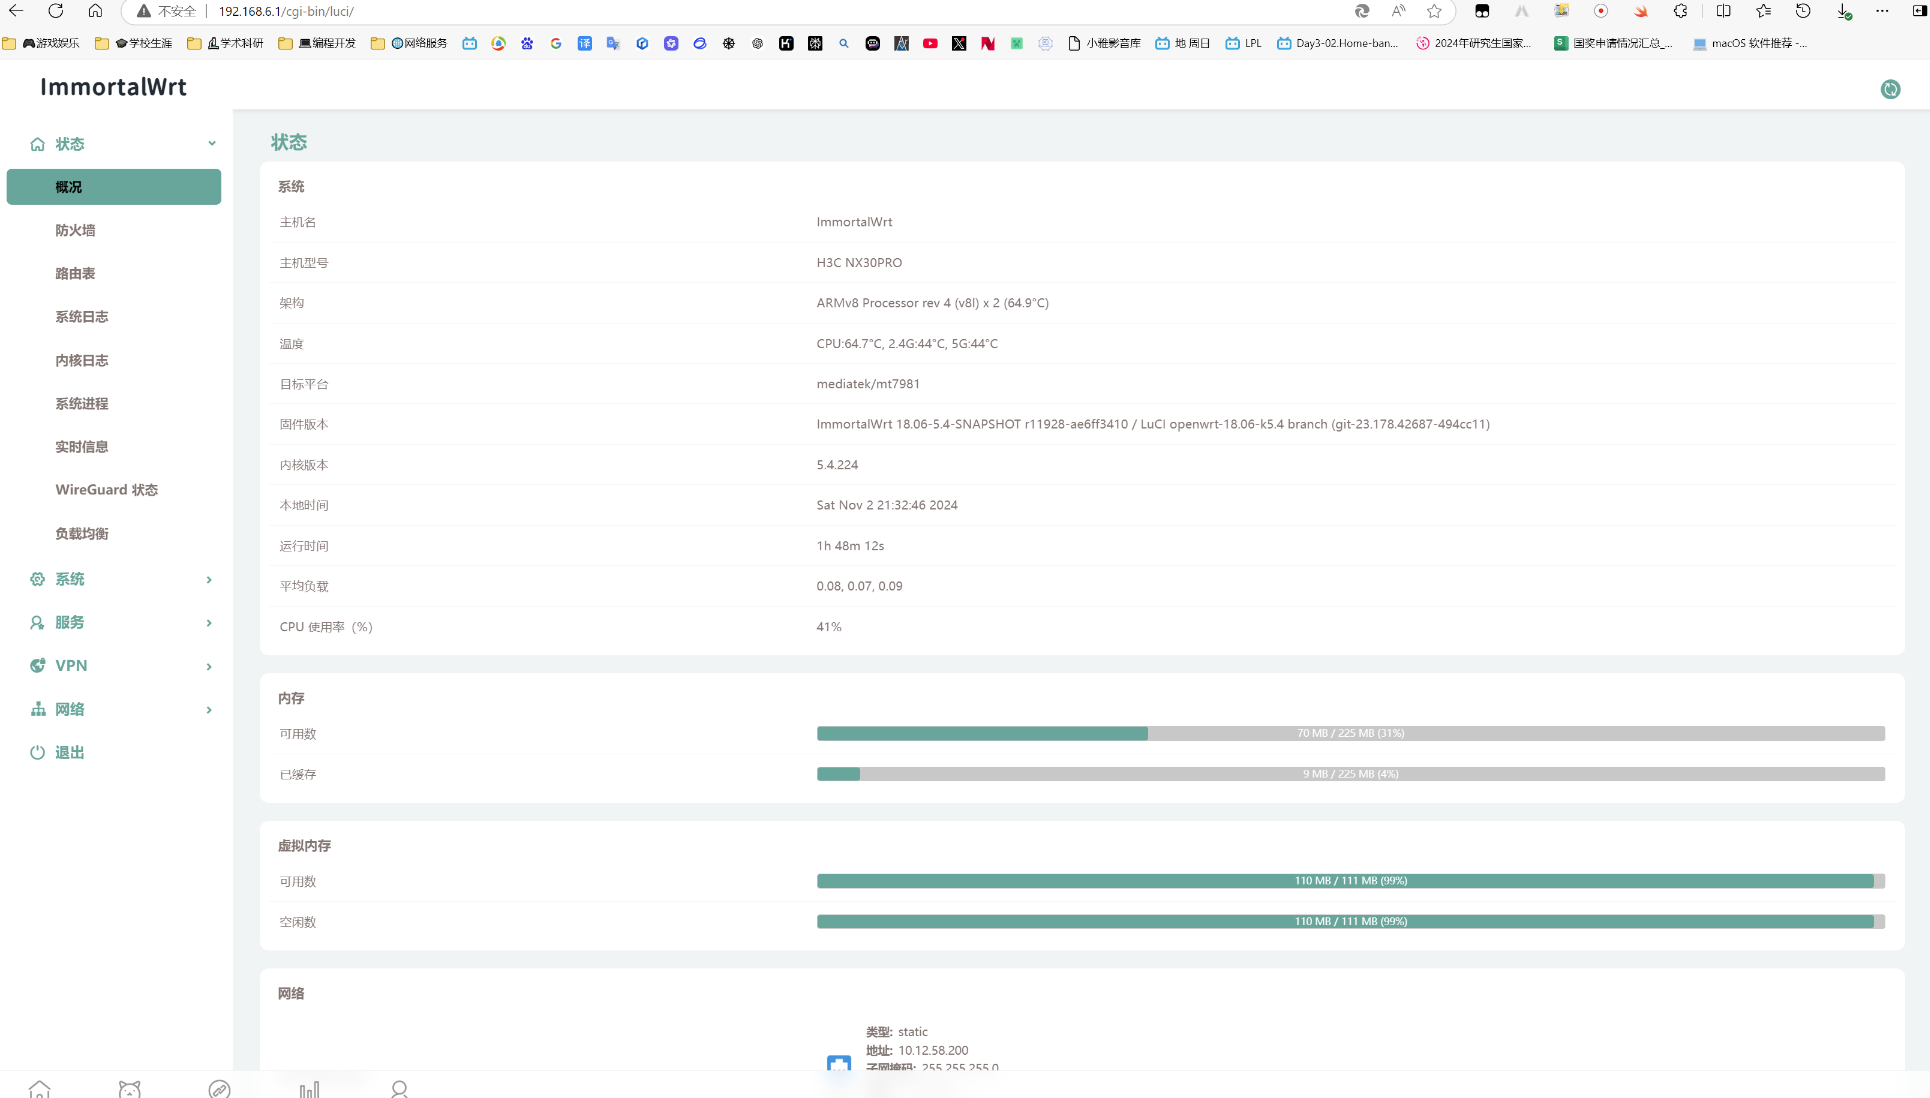 不安全 192.168.6.1/cgi-bin/luci/
游戏娱乐 学校生涯 学术科研 编程开发 网络服务 小雅影音库 地 周日 LPL Day3-02.Home-ban... 2024年研究生国家... 国奖申请情况汇总_... macOS 软件推荐 -...
ImmortalWrt
状态
概况
防火墙
路由表
系统日志
内核日志
系统进程
实时信息
WireGuard 状态
负载均衡
系统
服务
VPN
网络
退出
状态
系统
主机名 ImmortalWrt
主机型号 H3C NX30PRO
架构 ARMv8 Processor rev 4 (v8l) x 2 (64.9°C)
温度 CPU:64.7°C, 2.4G:44°C, 5G:44°C
目标平台 mediatek/mt7981
固件版本 ImmortalWrt 18.06-5.4-SNAPSHOT r11928-ae6ff3410 / LuCI openwrt-18.06-k5.4 branch (git-23.178.42687-494cc11)
内核版本 5.4.224
本地时间 Sat Nov 2 21:32:46 2024
运行时间 1h 48m 12s
平均负载 0.08, 0.07, 0.09
CPU 使用率（%） 41%
内存
可用数 70 MB / 225 MB (31%)
已缓存 9 MB / 225 MB (4%)
虚拟内存
可用数 110 MB / 111 MB (99%)
空闲数 110 MB / 111 MB (99%)
网络
类型: static
地址: 10.12.58.200
子网掩码: 255.255.255.0